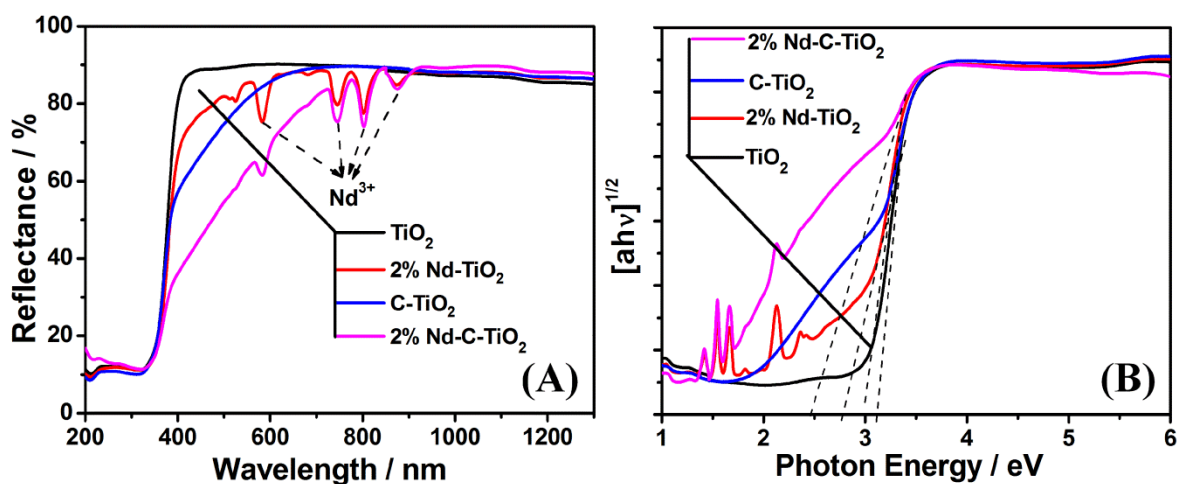 100
80
60
40
20
0
Reflectance / %
200 400 600 800 1000 1200
Wavelength / nm
Nd³⁺
TiO₂
2% Nd-TiO₂
C-TiO₂
2% Nd-C-TiO₂
(A)
[ahν]^1/2
2% Nd-C-TiO₂
C-TiO₂
2% Nd-TiO₂
TiO₂
(B)
1 2 3 4 5 6
Photon Energy / eV